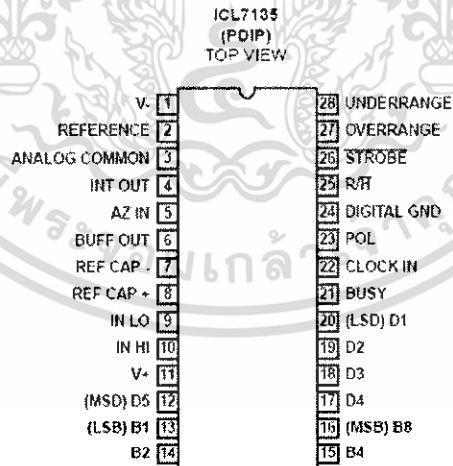 ICL7135
(PDIP)
TOP VIEW
V- 1
REFERENCE 2
ANALOG COMMON 3
INT OUT 4
AZ IN 5
BUFF OUT 6
REF CAP - 7
REF CAP + 8
IN LO 9
IN HI 10
V+ 11
(MSD) D5 12
(LSB) B1 13
B2 14
28 UNDERRANGE
27 OVERRANGE
26 STROBE
25 R/H
24 DIGITAL GND
23 POL
22 CLOCK IN
21 BUSY
20 (LSD) D1
19 D2
18 D3
17 D4
16 (MSB) B8
15 B4